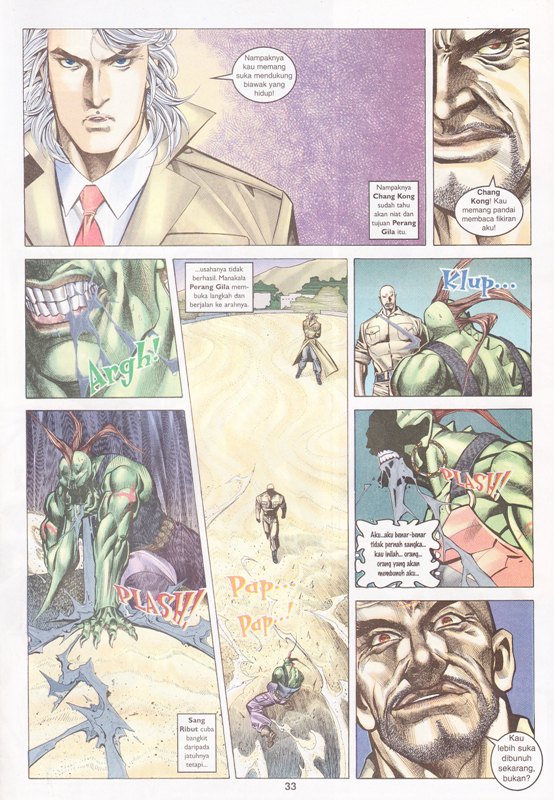 Nampaknya
kau memang
suka mendukung
biawak yang
hidup!
Nampaknya
Chang Kong
sudah tahu
akan niat dan
tujuan Perang
Gila itu.
Chang
Kong! Kau
memang pandai
membaca fikiran
aku!
Argh!
PLASH!!
Sang
Ribut cuba
bangkit
daripada
jatuhnya
tetapi...
...usahanya tidak
berhasil. Manakala
Perang Gila mem-
buka langkah dan
berjalan ke arahnya.
Pap...
Pap...!
Klup...
PLASH!!
Aku...aku benar-benar
tidak pernah sangka...
kau inilah... orang...
orang yang akan
membunuh aku...
Kau
lebih suka
dibunuh
sekarang,
bukan?
33